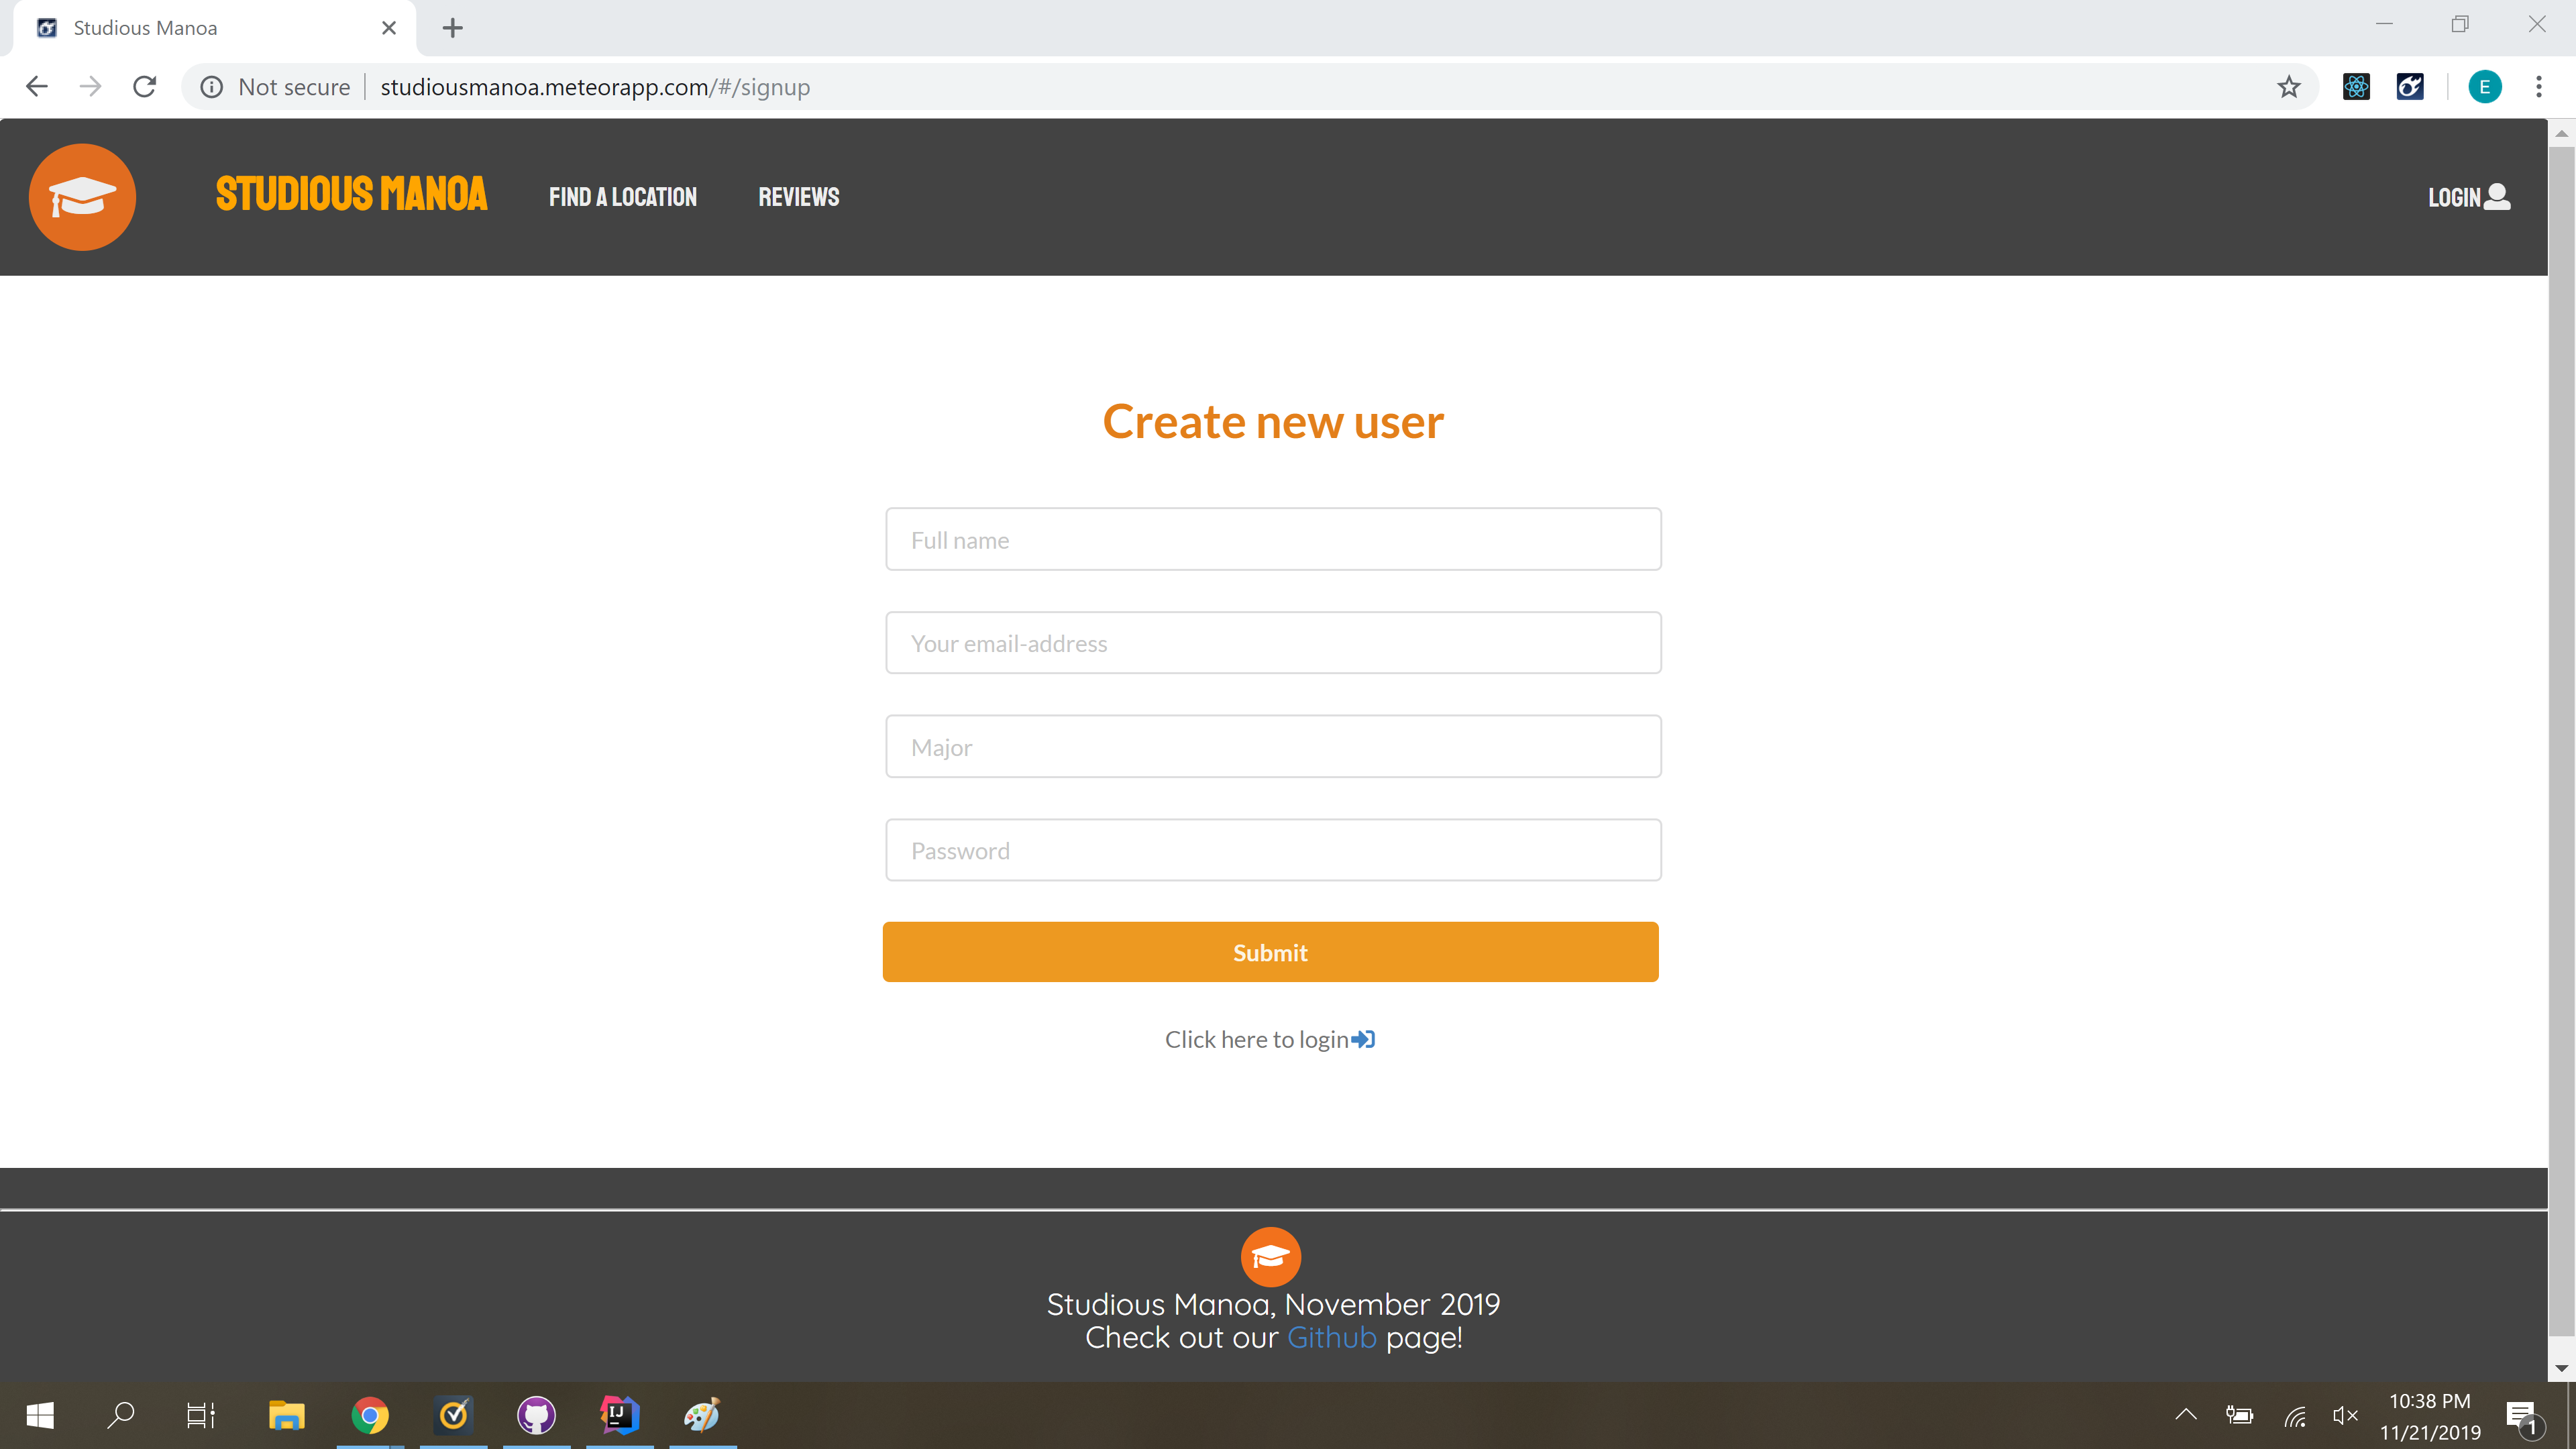 Studious Manoa
Not secure
studiousmanoa.meteorapp.com/#/signup
E
STUDIOUS MANOA
FIND A LOCATION
REVIEWS
LOGIN
Create new user
Full name
Your email-address
Major
Password
Submit
Click here to login
Studious Manoa, November 2019
Check out our Github page!
IJ
10:38 PM
11/21/2019
1